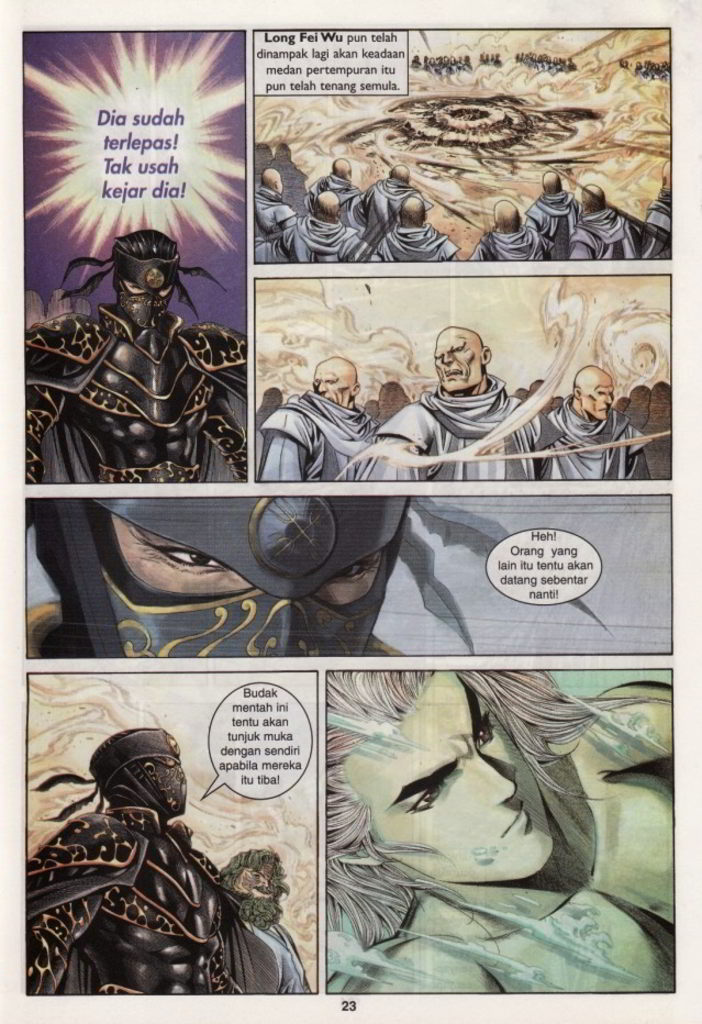 Dia sudah
terlepas!
Tak usah
kejar dia!
Long Fei Wu pun telah
dinampak lagi akan keadaan
medan pertempuran itu
pun telah tenang semula.
Heh!
Orang yang
lain itu tentu akan
datang sebentar
nanti!
Budak
mentah ini
tentu akan
tunjuk muka
dengan sendiri
apabila mereka
itu tiba!
23